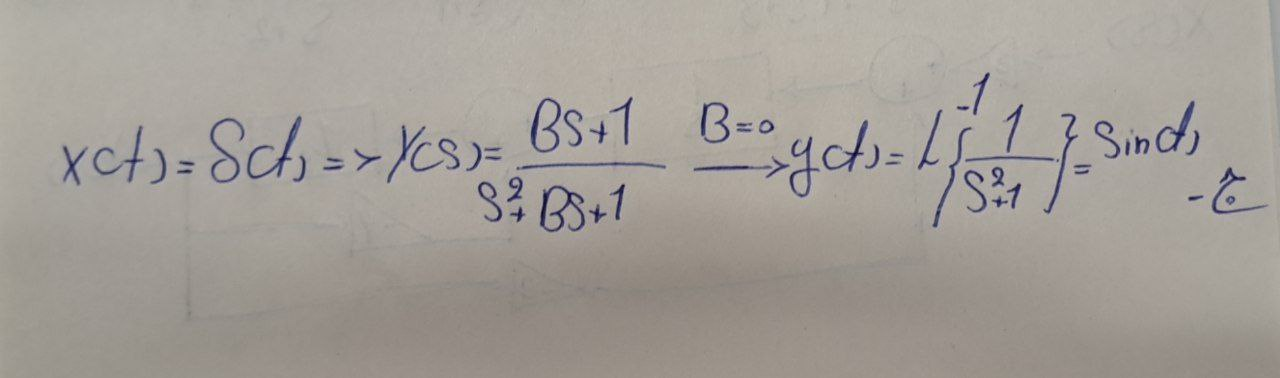 x(t) = δ(t) => Y(s) = (BS+1)/(S²+BS+1) B=0 → y(t) = L⁻¹{1/(S²+1)} = Sin(t)
-ج